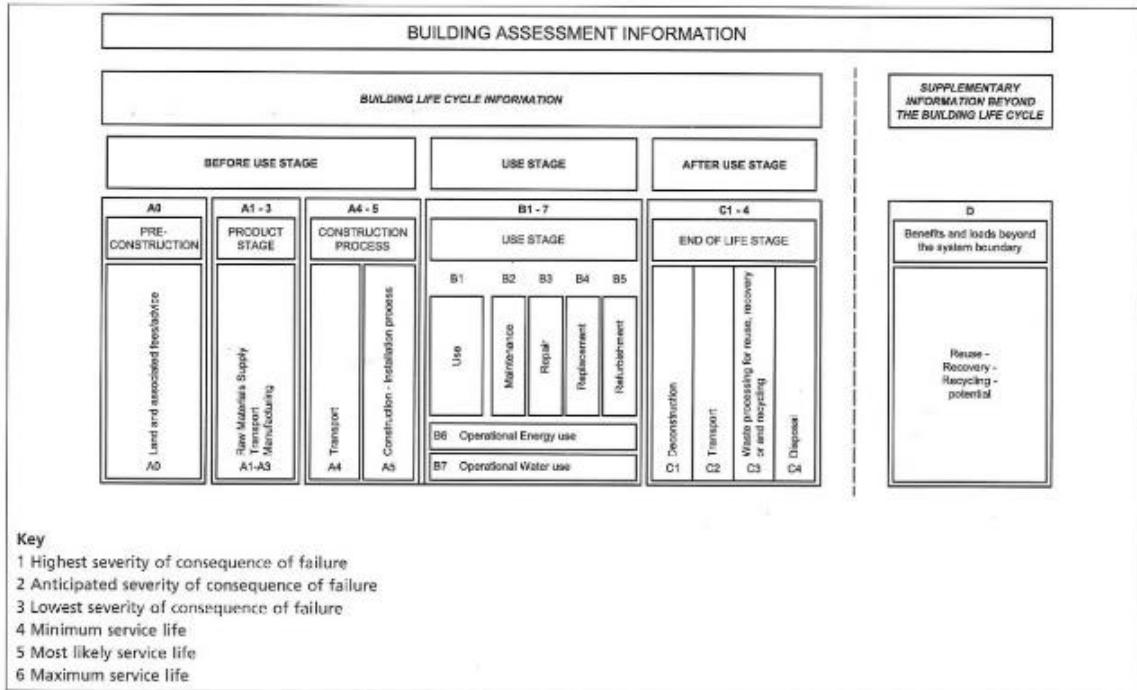 BUILDING ASSESSMENT INFORMATION
BUILDING LIFE CYCLE INFORMATION
SUPPLEMENTARY
INFORMATION BEYOND
THE BUILDING LIFE CYCLE
BEFORE USE STAGE
USE STAGE
AFTER USE STAGE
A0
PRE-
CONSTRUCTION
Land and associated fees/advice
A0
A1 - 3
PRODUCT
STAGE
Raw Materials Supply
Transport
Manufacturing
A1-A3
A4 - 5
CONSTRUCTION
PROCESS
Transport
A4
Construction - Installation process
A5
B1 - 7
USE STAGE
B1
Use
B2
Maintenance
B3
Repair
B4
Replacement
B5
Refurbishment
B6 Operational Energy use
B7 Operational Water use
C1 - 4
END OF LIFE STAGE
Deconstruction
C1
Transport
C2
Waste processing for reuse, recovery
or and recycling
C3
Disposal
C4
D
Benefits and loads beyond
the system boundary
Reuse -
Recovery -
Recycling -
potential
Key
1 Highest severity of consequence of failure
2 Anticipated severity of consequence of failure
3 Lowest severity of consequence of failure
4 Minimum service life
5 Most likely service life
6 Maximum service life